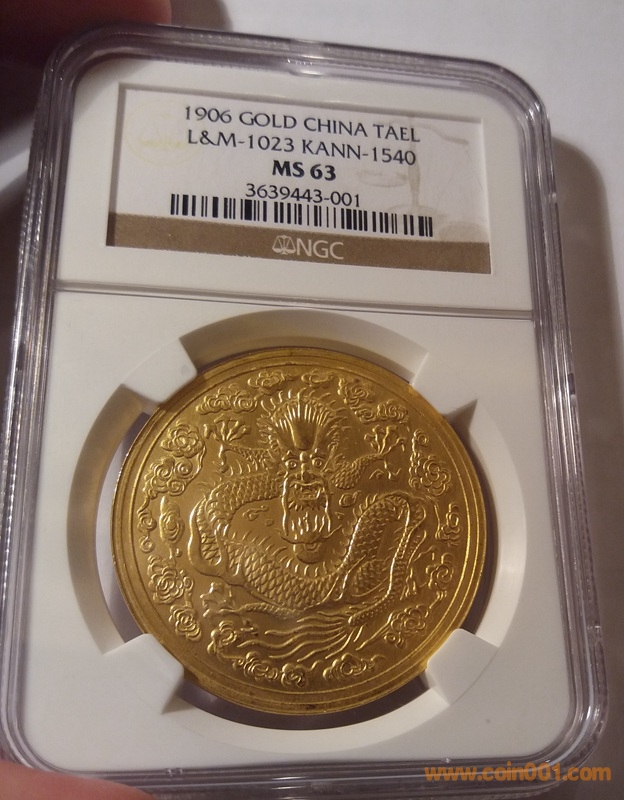 1906 GOLD CHINA TAEL
L&M-1023 KANN-1540
MS 63
3639443-001
NGC
www.coin001.com